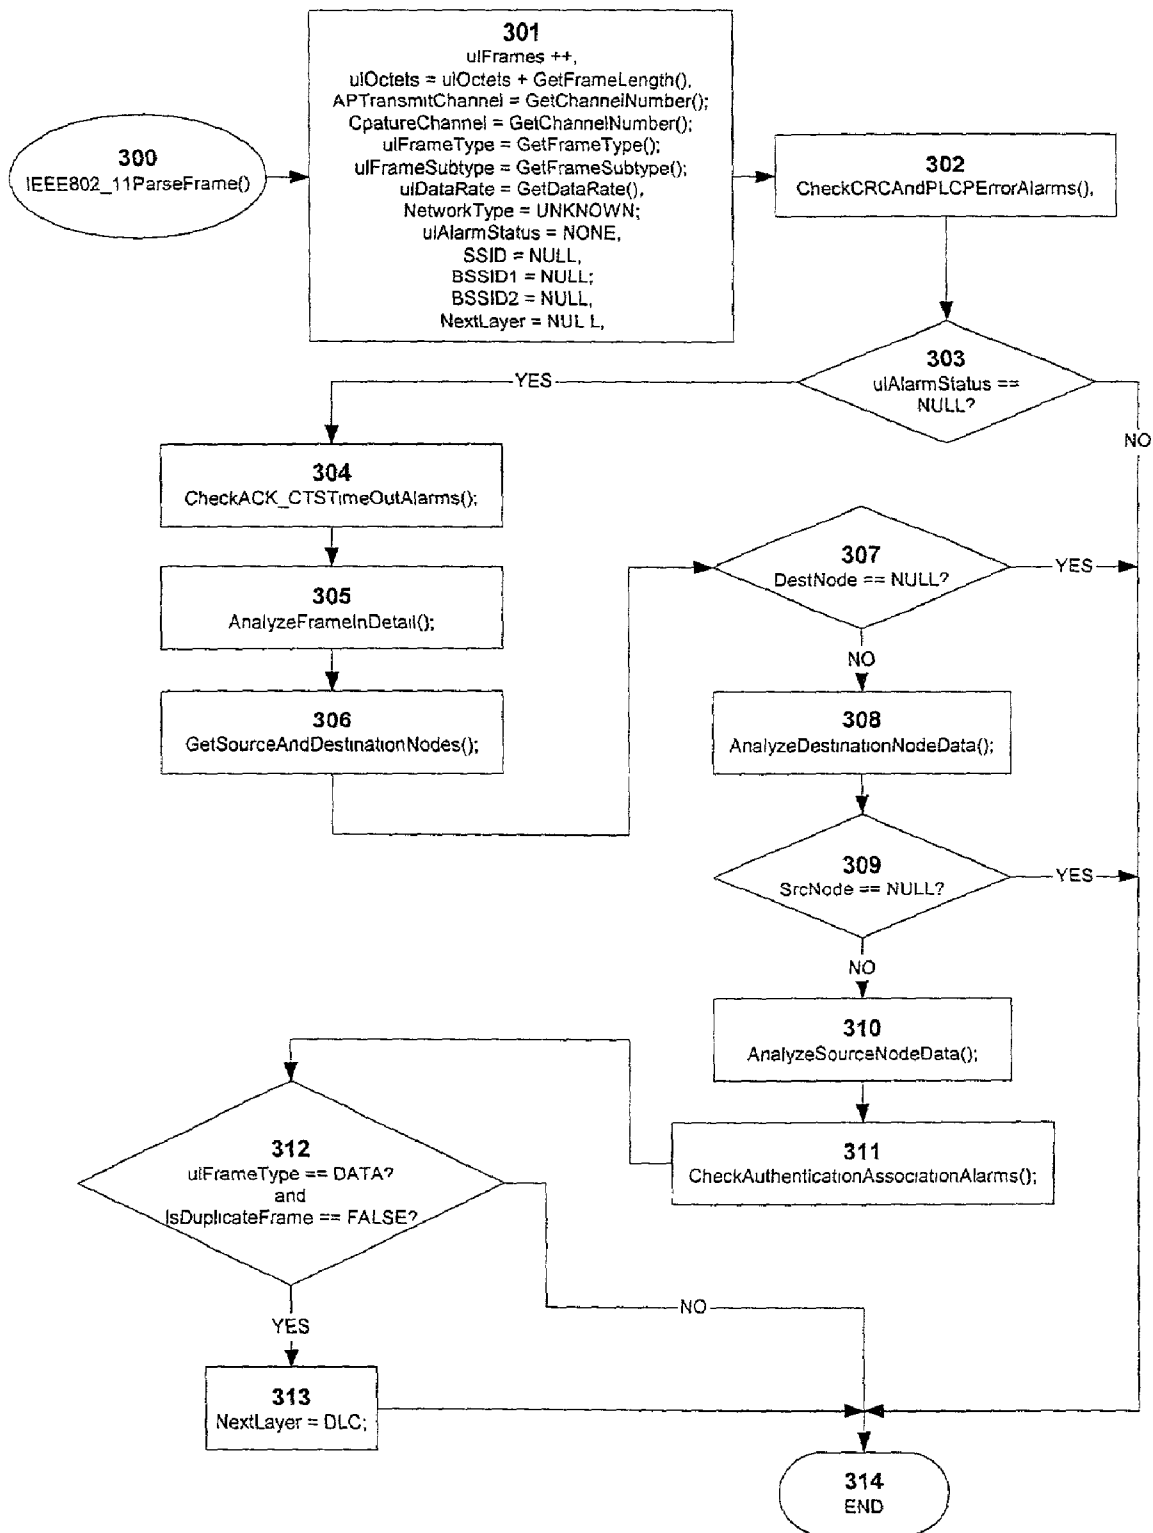 301
ulFrames ++,
ulOctets = ulOctets + GetFrameLength(),
APTransmitChannel = GetChannelNumber();
CpatureChannel = GetChannelNumber();
ulFrameType = GetFrameType();
ulFrameSubtype = GetFrameSubtype();
ulDataRate = GetDataRate(),
NetworkType = UNKNOWN;
ulAlarmStatus = NONE,
SSID = NULL,
BSSID1 = NULL;
BSSID2 = NULL,
NextLayer = NULL,
300
IEEE802_11ParseFrame()
302
CheckCRCAndPLCPErrorAlarms(),
303
ulAlarmStatus ==
NULL?
YES
NO
304
CheckACK_CTSTimeOutAlarms();
305
AnalyzeFrameInDetail();
306
GetSourceAndDestinationNodes();
307
DestNode == NULL?
YES
NO
308
AnalyzeDestinationNodeData();
309
SrcNode == NULL?
YES
NO
310
AnalyzeSourceNodeData();
311
CheckAuthenticationAssociationAlarms();
312
ulFrameType == DATA?
and
IsDuplicateFrame == FALSE?
NO
YES
313
NextLayer = DLC;
314
END